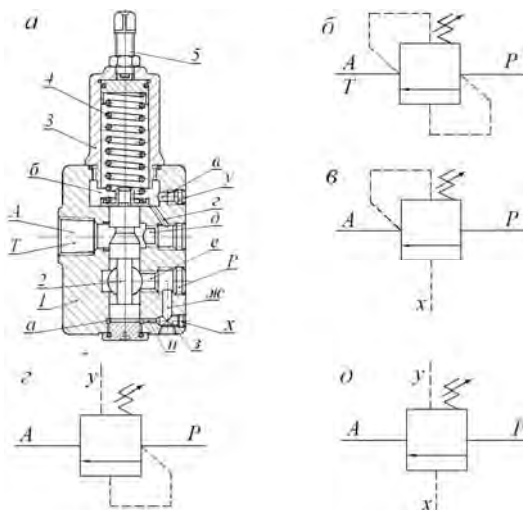 а
5
4
3
б
А
Т
2
1
а
в
у
г
д
е
Р
ж
х
и
з
б
А
Т
Р
в
А
Р
х
г
у
А
Р
д
у
А
Р
х